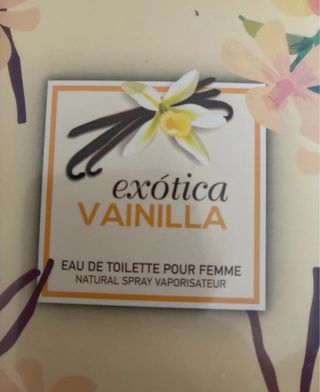 exótica
VAINILLA
EAU DE TOILETTE POUR FEMME
NATURAL SPRAY VAPORISATEUR